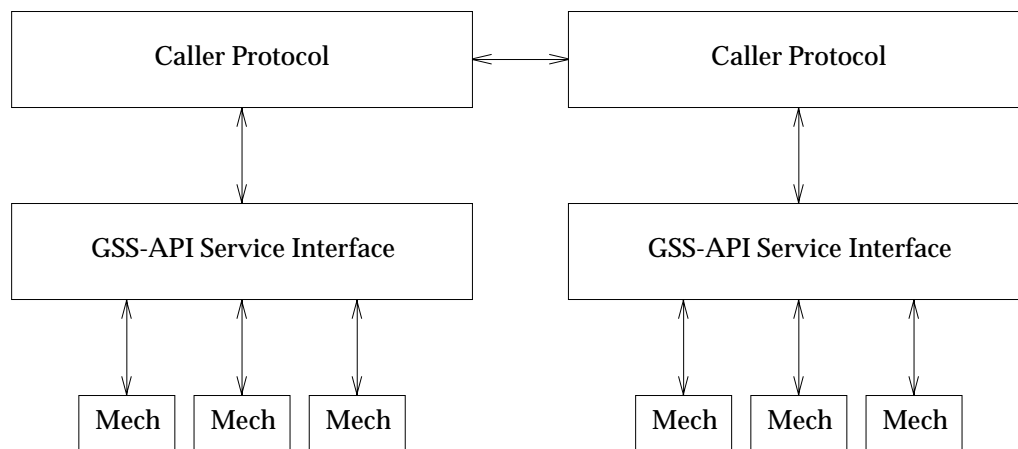 Caller Protocol
Caller Protocol
GSS-API Service Interface
GSS-API Service Interface
Mech
Mech
Mech
Mech
Mech
Mech